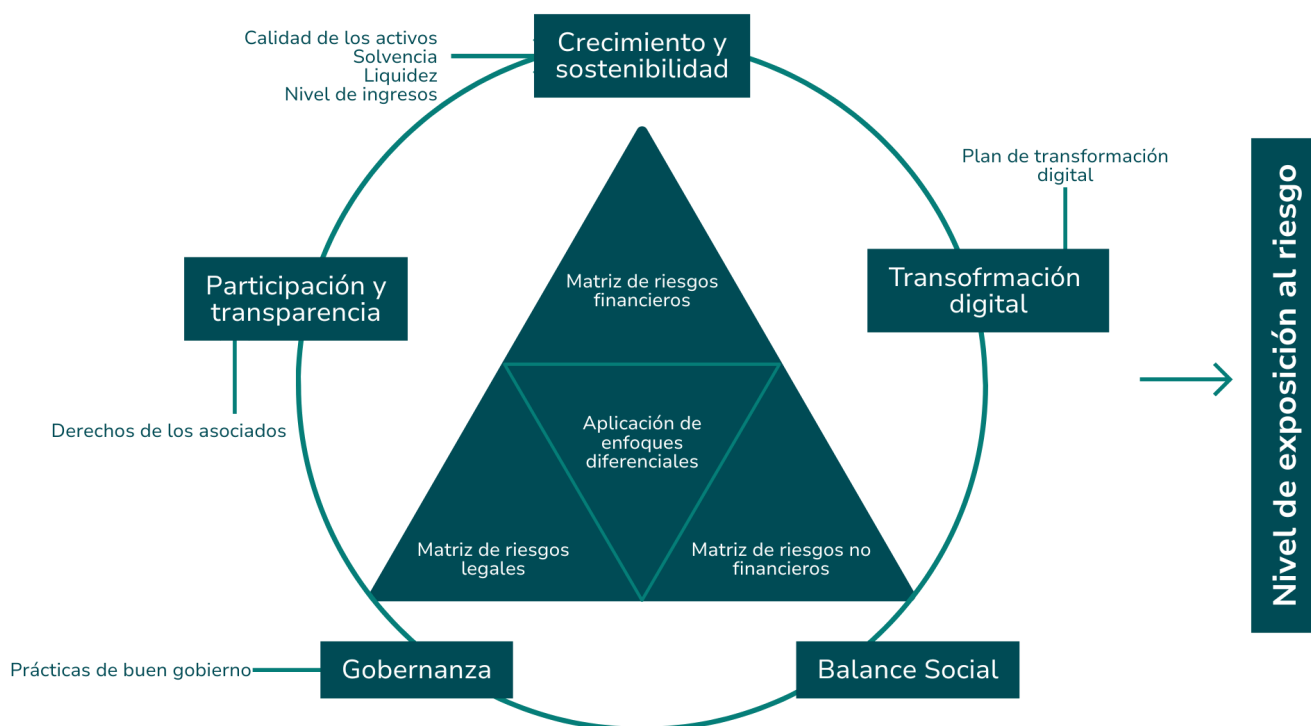 Calidad de los activos
Solvencia
Liquidez
Nivel de ingresos
Crecimiento y
sostenibilidad
Plan de transformación
digital
Participación y
transparencia
Transofrmación
digital
Derechos de los asociados
Matriz de riesgos
financieros
Aplicación de
enfoques
diferenciales
Matriz de riesgos
legales
Matriz de riesgos no
financieros
Prácticas de buen gobierno
Gobernanza
Balance Social
Nivel de exposición al riesgo